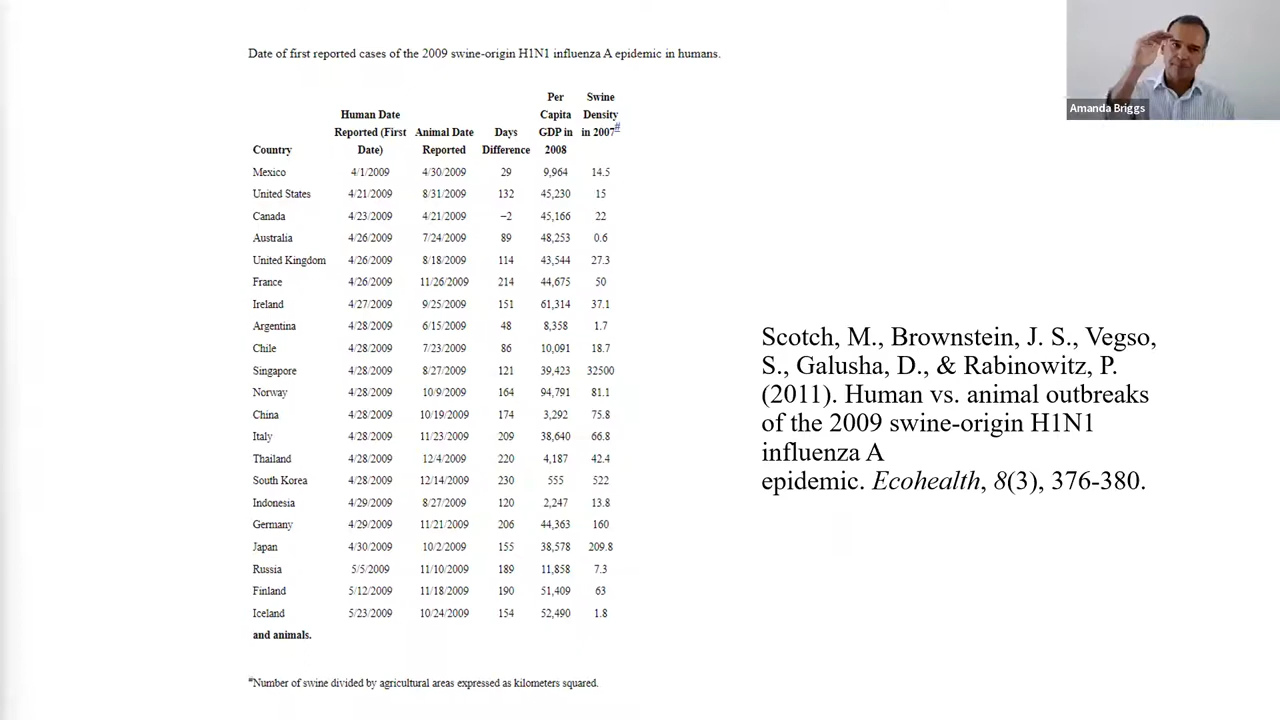 Date of first reported cases of the 2009 swine-origin H1N1 influenza A epidemic in humans.
Country Human Date Reported (First Date) Animal Date Reported Days Difference Per Capita GDP in 2008 Swine Density in 2007#
Mexico 4/1/2009 4/30/2009 29 9,964 14.5
United States 4/21/2009 8/31/2009 132 45,230 15
Canada 4/23/2009 4/21/2009 −2 45,166 22
Australia 4/26/2009 7/24/2009 89 48,253 0.6
United Kingdom 4/26/2009 8/18/2009 114 43,544 27.3
France 4/26/2009 11/26/2009 214 44,675 50
Ireland 4/27/2009 9/25/2009 151 61,314 37.1
Argentina 4/28/2009 6/15/2009 48 8,358 1.7
Chile 4/28/2009 7/23/2009 86 10,091 18.7
Singapore 4/28/2009 8/27/2009 121 39,423 32500
Norway 4/28/2009 10/9/2009 164 94,791 81.1
China 4/28/2009 10/19/2009 174 3,292 75.8
Italy 4/28/2009 11/23/2009 209 38,640 66.8
Thailand 4/28/2009 12/4/2009 220 4,187 42.4
South Korea 4/28/2009 12/14/2009 230 555 522
Indonesia 4/29/2009 8/27/2009 120 2,247 13.8
Germany 4/29/2009 11/21/2009 206 44,363 160
Japan 4/30/2009 10/2/2009 155 38,578 209.8
Russia 5/5/2009 11/10/2009 189 11,858 7.3
Finland 5/12/2009 11/18/2009 190 51,409 63
Iceland 5/23/2009 10/24/2009 154 52,490 1.8
and animals.
#Number of swine divided by agricultural areas expressed as kilometers squared.
Scotch, M., Brownstein, J. S., Vegso,
S., Galusha, D., & Rabinowitz, P.
(2011). Human vs. animal outbreaks
of the 2009 swine-origin H1N1
influenza A
epidemic. Ecohealth, 8(3), 376-380.
Amanda Briggs